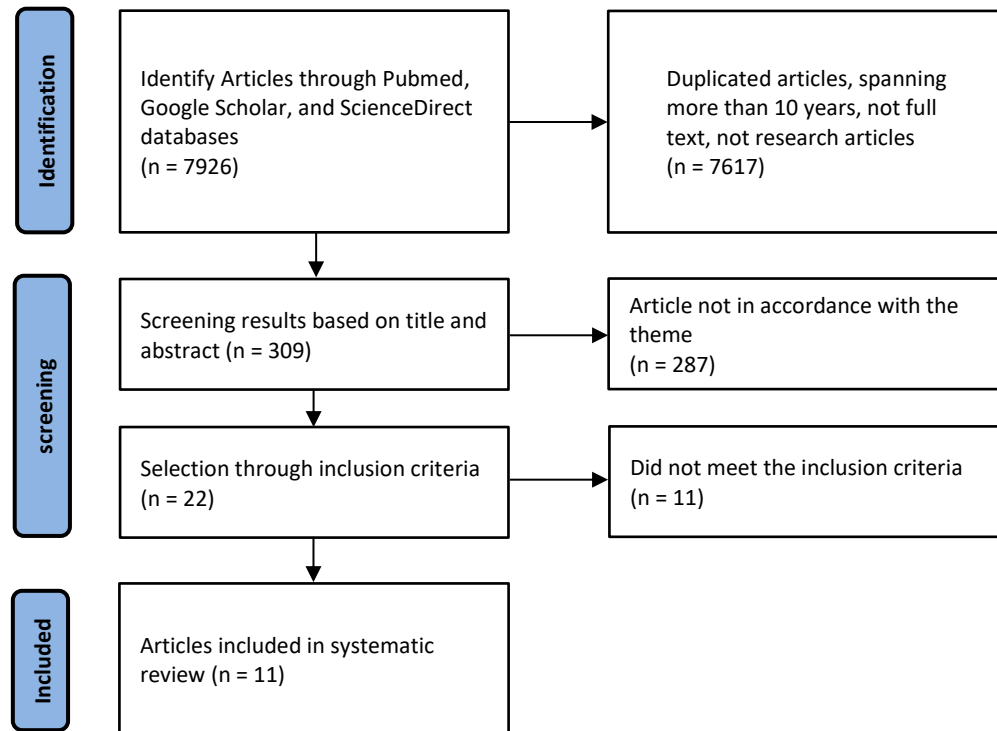 Identification
Identify Articles through Pubmed,
Google Scholar, and ScienceDirect
databases
(n = 7926)
Duplicated articles, spanning
more than 10 years, not full
text, not research articles
(n = 7617)
screening
Screening results based on title and
abstract (n = 309)
Article not in accordance with the
theme
(n = 287)
Selection through inclusion criteria
(n = 22)
Did not meet the inclusion criteria
(n = 11)
Included
Articles included in systematic
review (n = 11)